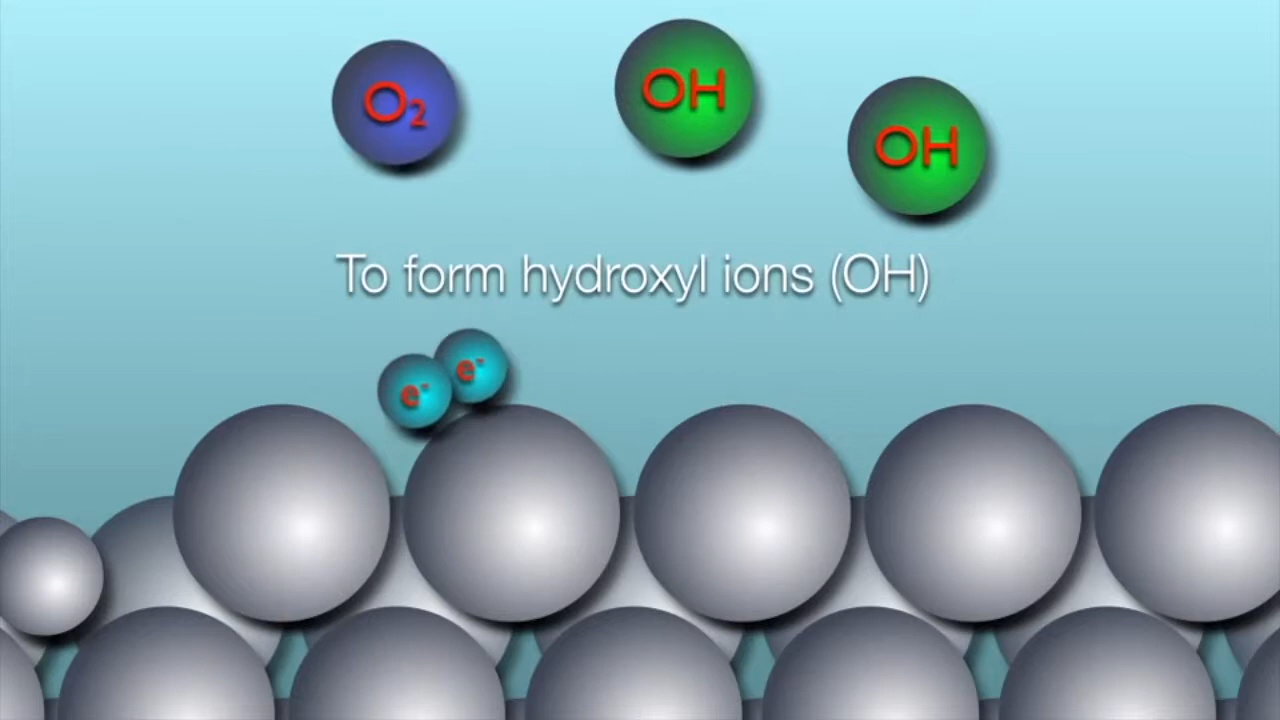 O₂
OH
OH
To form hydroxyl ions (OH)
e⁻
e⁻